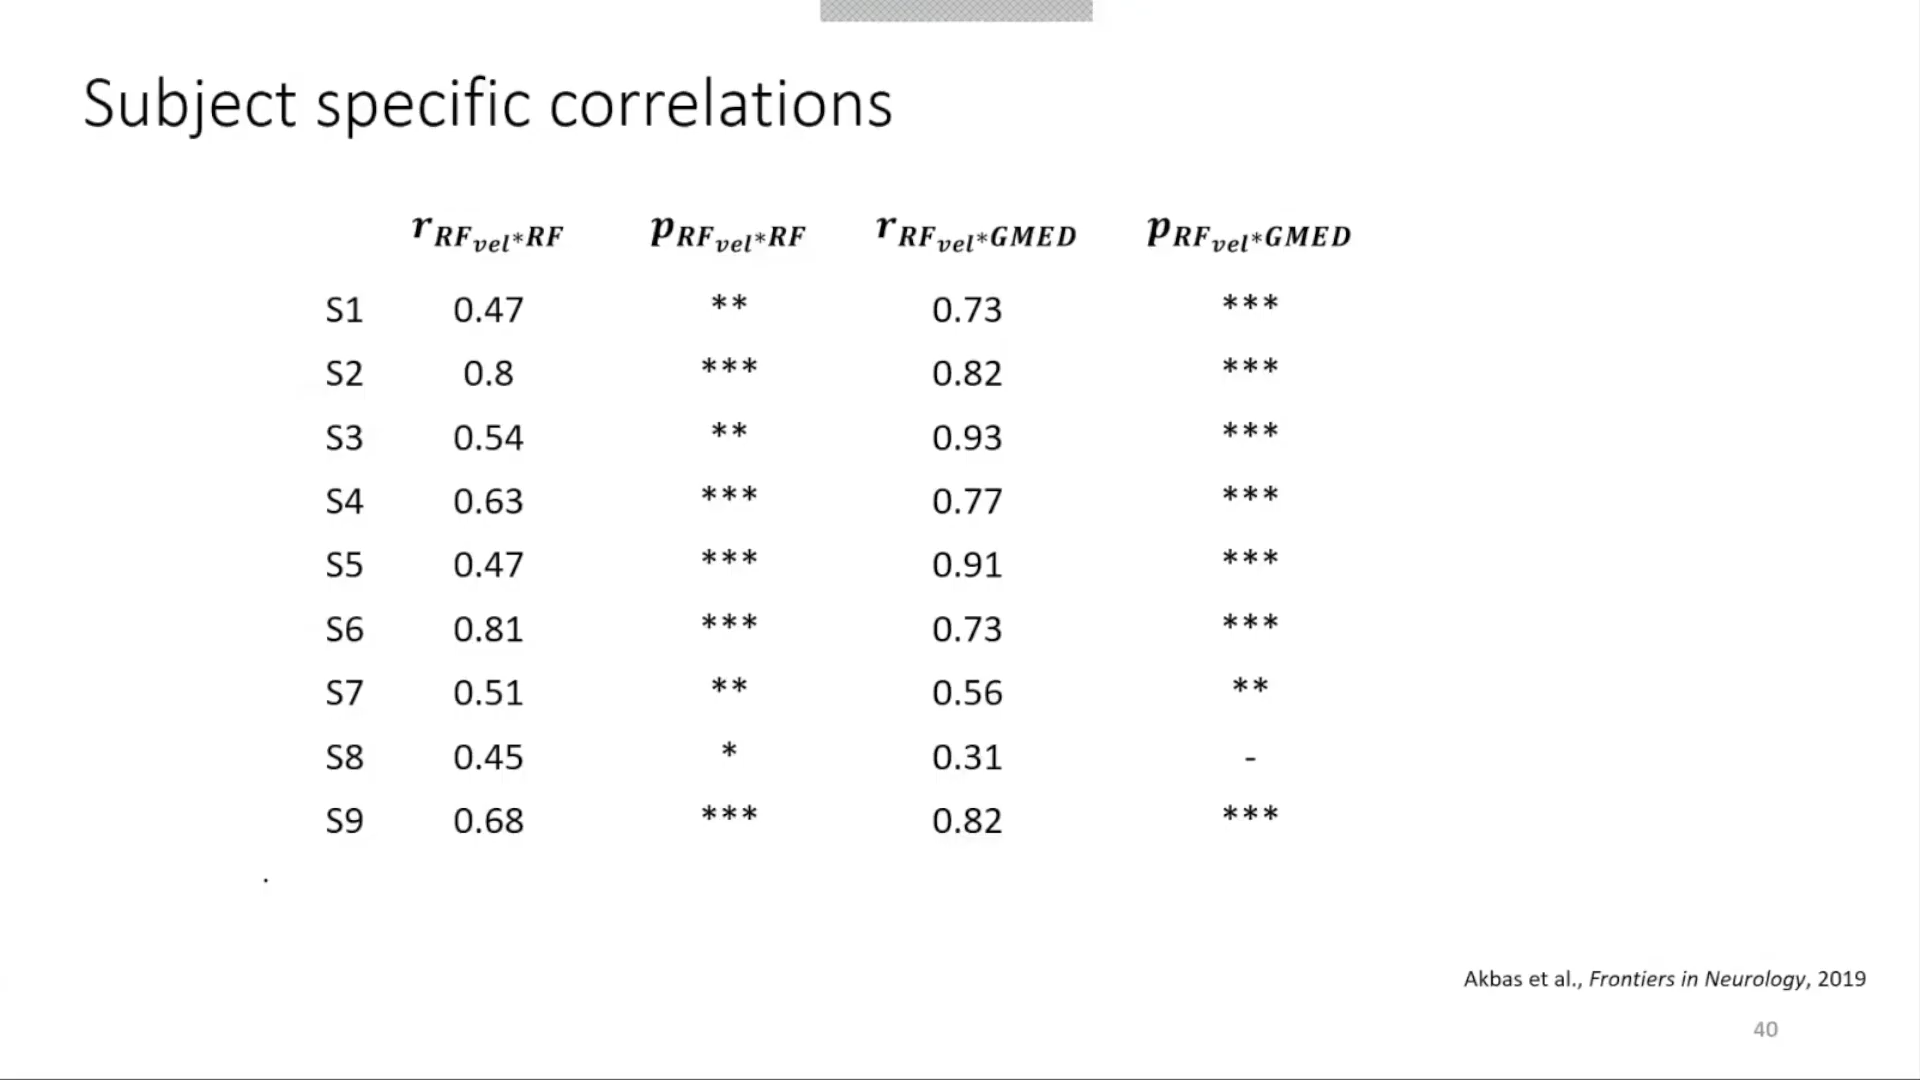 Subject specific correlations
r_RF_vel*RF p_RF_vel*RF r_RF_vel*GMED p_RF_vel*GMED
S1 0.47 ** 0.73 ***
S2 0.8 *** 0.82 ***
S3 0.54 ** 0.93 ***
S4 0.63 *** 0.77 ***
S5 0.47 *** 0.91 ***
S6 0.81 *** 0.73 ***
S7 0.51 ** 0.56 **
S8 0.45 * 0.31 -
S9 0.68 *** 0.82 ***
.
Akbas et al., Frontiers in Neurology, 2019
40